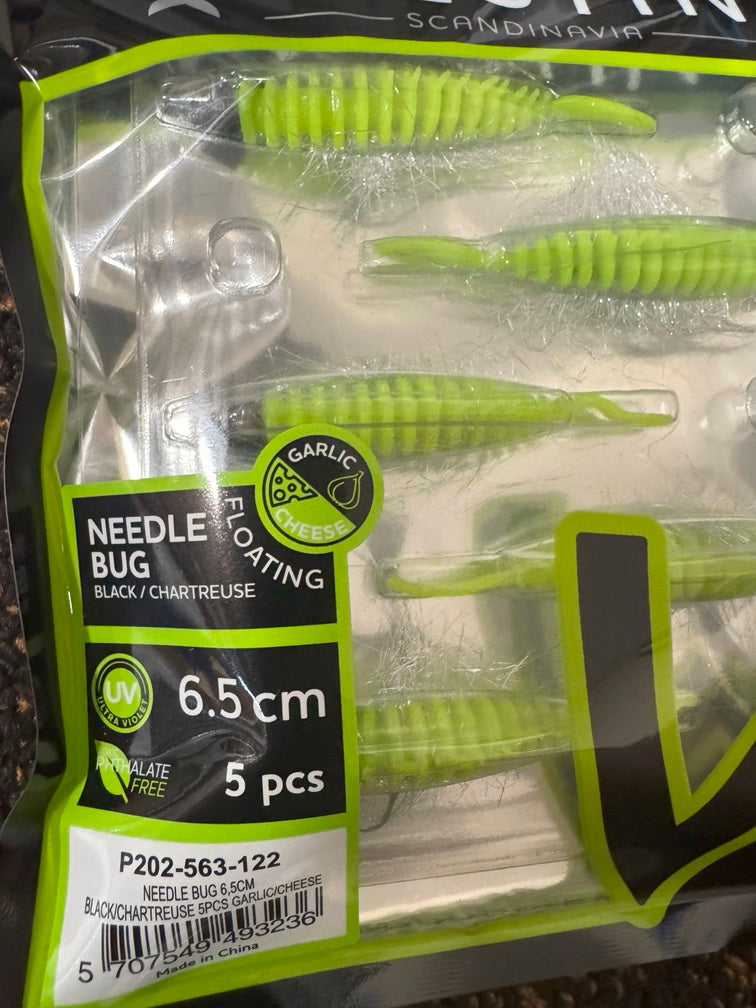 SCANDINAVIA
GARLIC
CHEESE
NEEDLE
BUG
FLOATING
BLACK / CHARTREUSE
UV
ULTRA VIOLET
6.5 cm
PHTHALATE
FREE
5 pcs
P202-563-122
NEEDLE BUG 6,5CM
BLACK/CHARTREUSE 5PCS GARLIC/CHEESE
5 707549 493236
Made in China